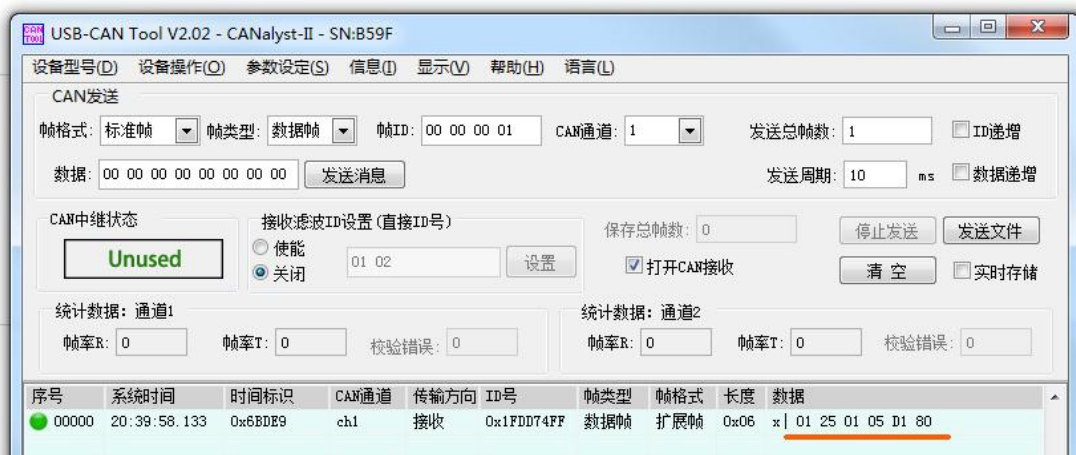 USB-CAN Tool V2.02 - CANalyst-II - SN:B59F
设备型号(D) 设备操作(O) 参数设定(S) 信息(I) 显示(V) 帮助(H) 语言(L)
CAN发送
帧格式: 标准帧 帧类型: 数据帧 帧ID: 00 00 00 01 CAN通道: 1 发送总帧数: 1 ID递增
数据: 00 00 00 00 00 00 00 00 发送消息 发送周期: 10 ms 数据递增
CAN中继状态 接收滤波ID设置(直接ID号) 保存总帧数: 0 停止发送 发送文件
Unused 使能 关闭 01 02 设置 打开CAN接收 清空 实时存储
统计数据: 通道1 统计数据: 通道2
帧率R: 0 帧率T: 0 校验错误: 0 帧率R: 0 帧率T: 0 校验错误: 0
序号 系统时间 时间标识 CAN通道 传输方向 ID号 帧类型 帧格式 长度 数据
00000 20:39:58.133 0x6BDE9 ch1 接收 0x1FDD74FF 数据帧 扩展帧 0x06 x| 01 25 01 05 D1 80